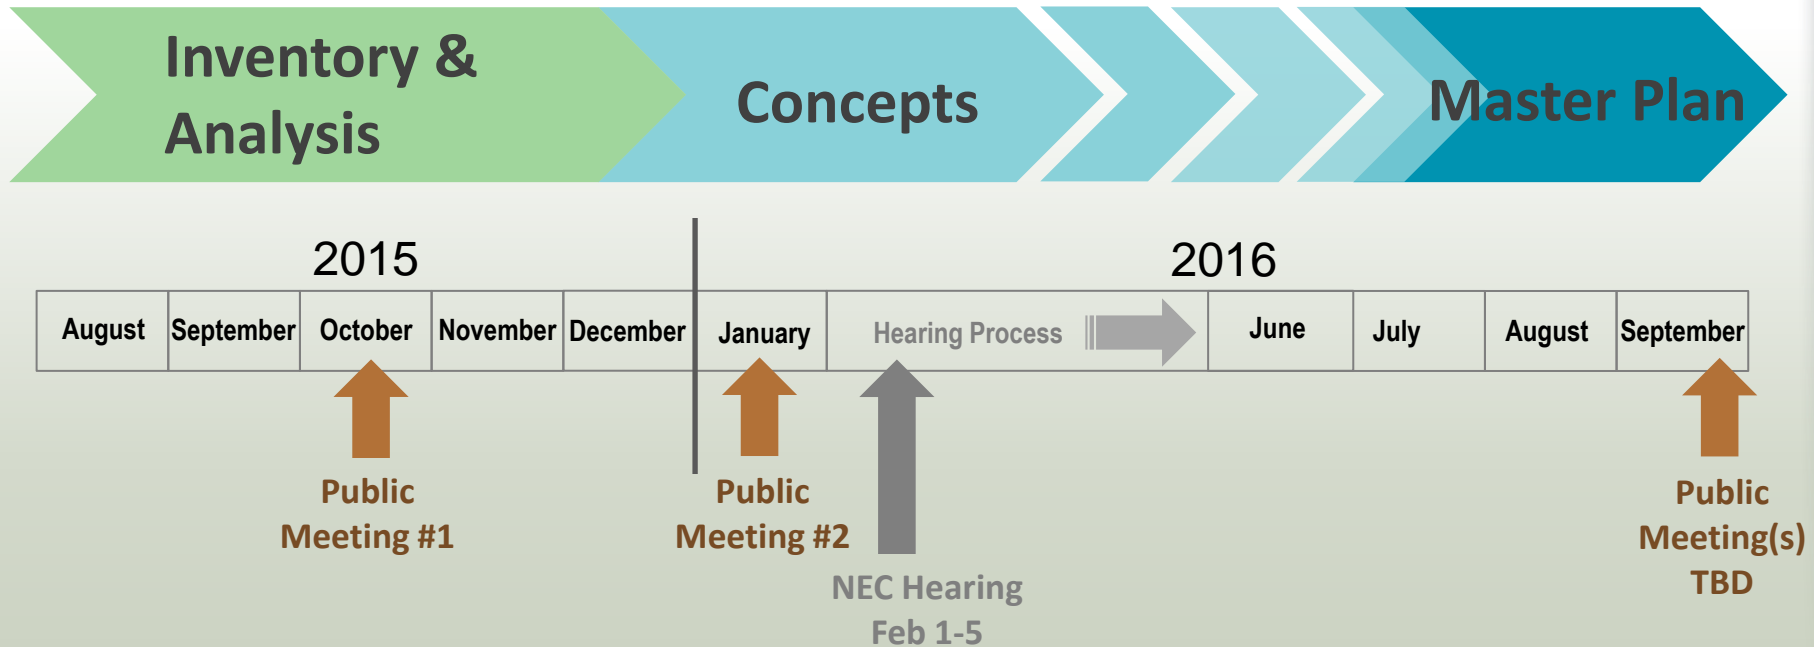 Inventory &
Analysis
Concepts
Master Plan
2015
2016
August
September
October
November
December
January
Hearing Process
June
July
August
September
Public
Meeting #1
Public
Meeting #2
NEC Hearing
Feb 1-5
Public
Meeting(s)
TBD